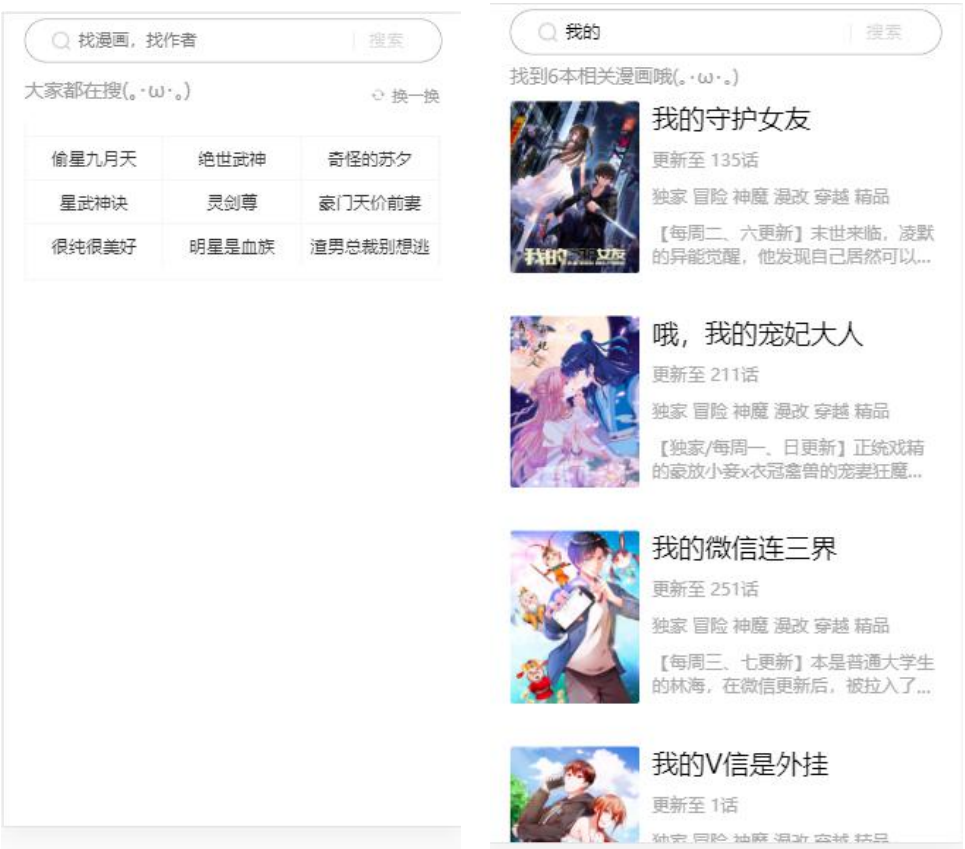 找漫画，找作者
搜索
大家都在搜(｡･ω･｡)
换一换
偷星九月天 绝世武神 奇怪的苏夕
星武神诀 灵剑尊 豪门天价前妻
很纯很美好 明星是血族 渣男总裁别想逃
我的
搜索
找到6本相关漫画哦(｡･ω･｡)
我的守护女友
更新至 135话
独家 冒险 神魔 漫改 穿越 精品
【每周二、六更新】末世来临，凌默
的异能觉醒，他发现自己居然可以...
哦，我的宠妃大人
更新至 211话
独家 冒险 神魔 漫改 穿越 精品
【独家/每周一、日更新】正统戏精
的豪放小妾x衣冠禽兽的宠妻狂魔...
我的微信连三界
更新至 251话
独家 冒险 神魔 漫改 穿越 精品
【每周三、七更新】本是普通大学生
的林海，在微信更新后，被拉入了...
我的V信是外挂
更新至 1话
独家 冒险 神魔 漫改 穿越 精品